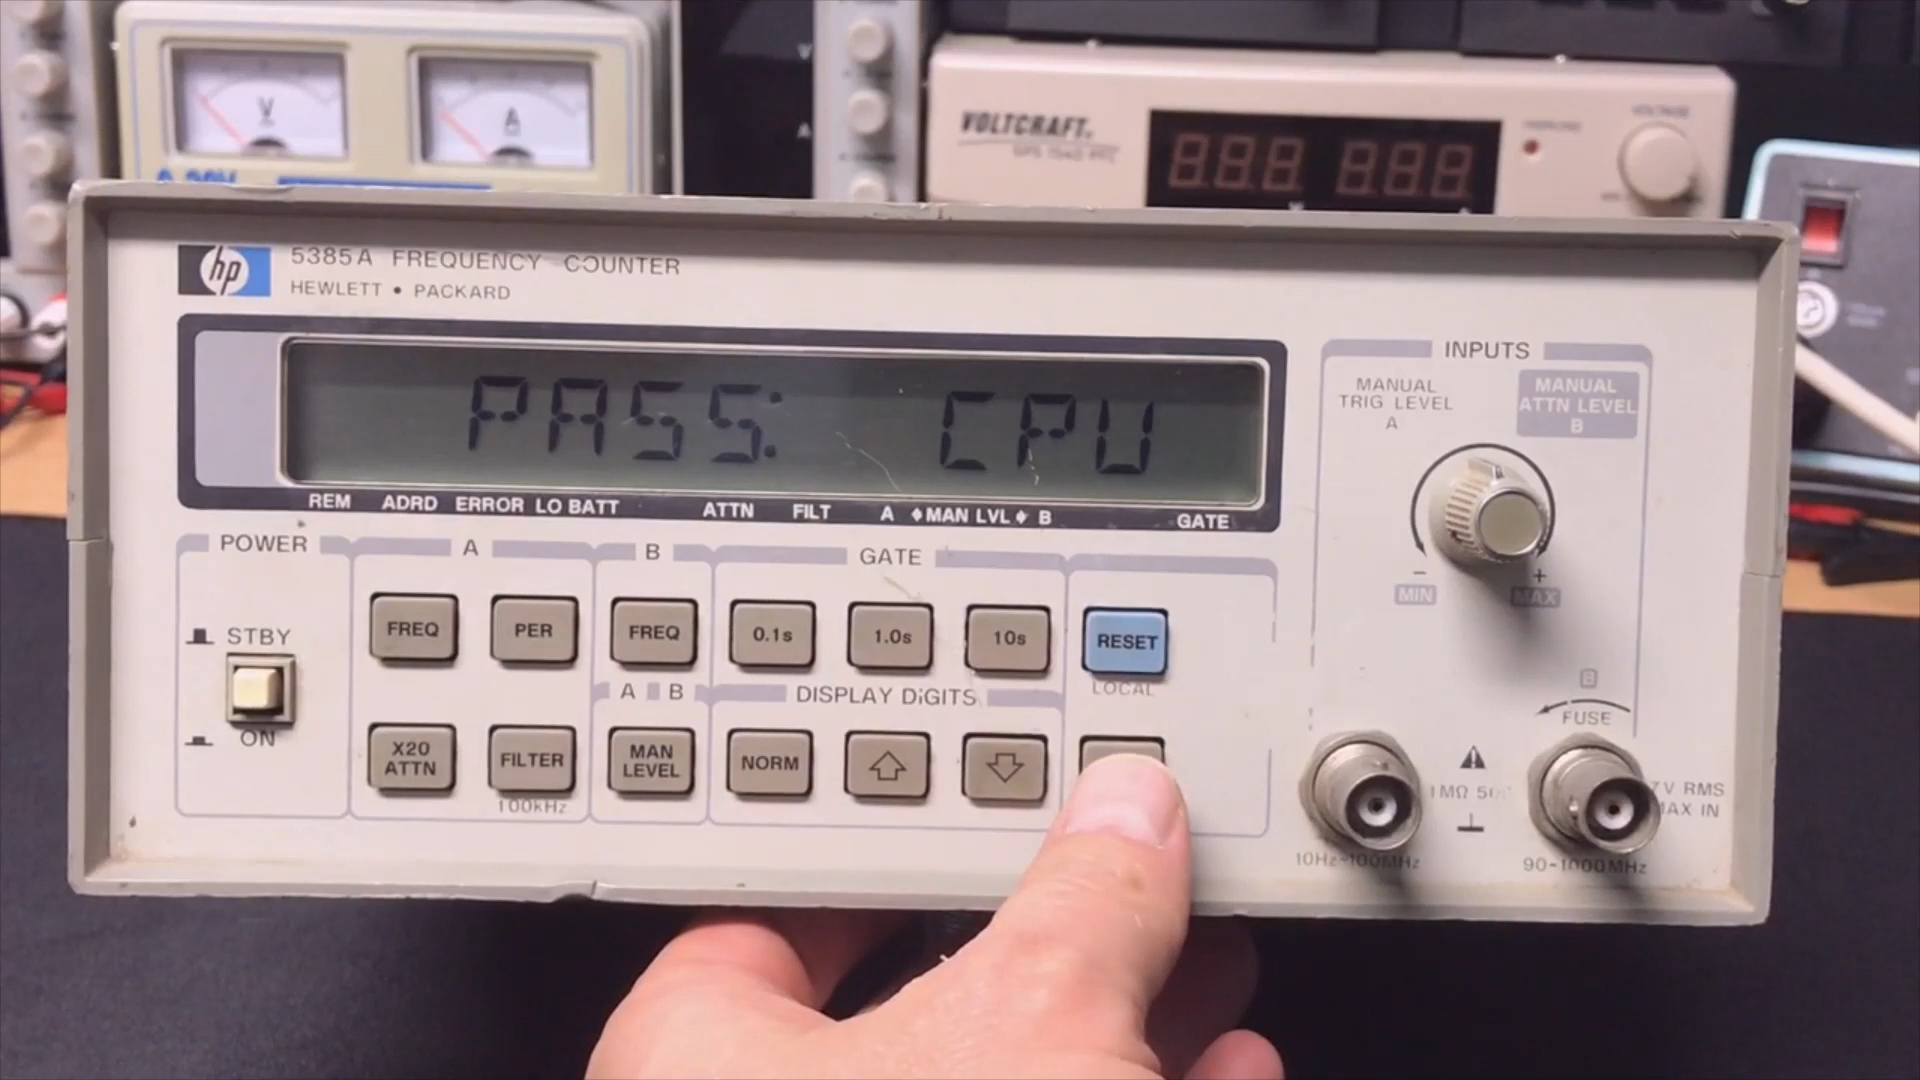 V
A
VOLTCRAFT.
888 888
VOLTAGE
hp
5385A FREQUENCY COUNTER
HEWLETT • PACKARD
PASS: CPU
REM ADRD ERROR LO BATT ATTN FILT A MAN LVL B GATE
INPUTS
MANUAL
TRIG LEVEL
A
MANUAL
ATTN LEVEL
B
MIN
MAX
POWER
A
B
GATE
STBY
ON
FREQ
PER
FREQ
0.1s
1.0s
10s
RESET
LOCAL
A B
DISPLAY DIGITS
X20
ATTN
FILTER
100kHz
MAN
LEVEL
NORM
B
FUSE
1MΩ
V RMS
MAX IN
10Hz-100MHz
90-1000MHz